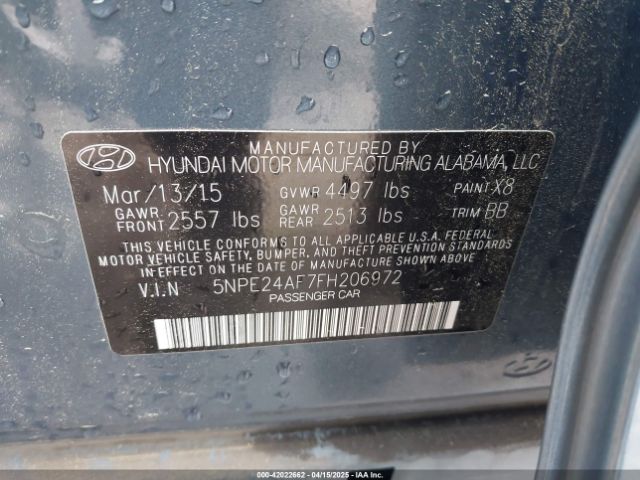 MANUFACTURED BY
HYUNDAI MOTOR MANUFACTURING ALABAMA, LLC
Mar/13/15 GVWR 4497 lbs PAINT X8
GAWR FRONT 2557 lbs GAWR REAR 2513 lbs TRIM BB
THIS VEHICLE CONFORMS TO ALL APPLICABLE U.S.A. FEDERAL
MOTOR VEHICLE SAFETY, BUMPER, AND THEFT PREVENTION
STANDARDS IN EFFECT ON THE DATE OF MANUFACTURE SHOWN ABOVE.
V.I.N 5NPE24AF7FH206972
PASSENGER CAR
000-42022662 - 04/15/2025 - COPYRIGHT IAA, LLC.